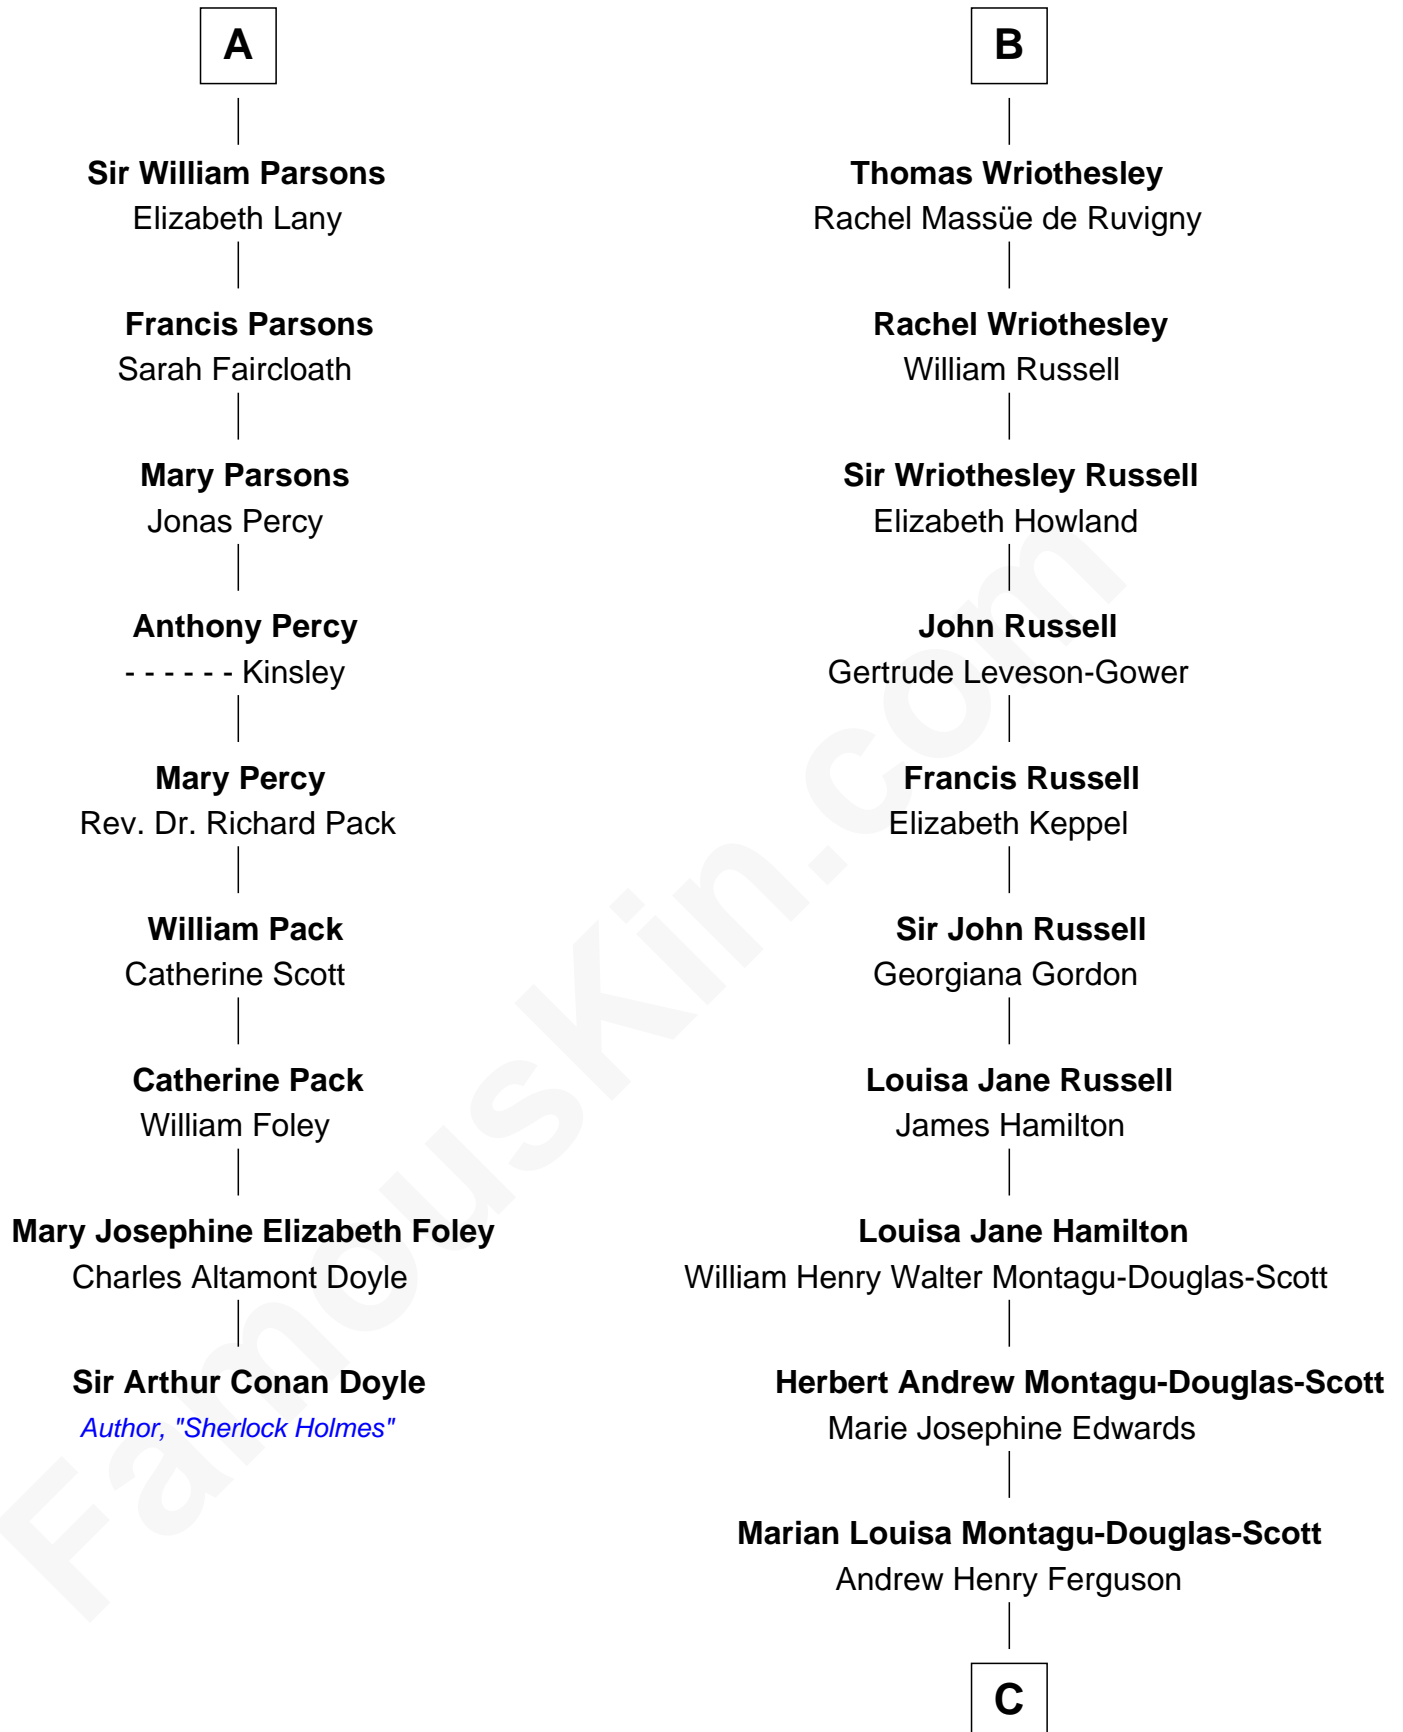 A
Sir William Parsons
Elizabeth Lany
Francis Parsons
Sarah Faircloath
Mary Parsons
Jonas Percy
Anthony Percy
- - - - - - Kinsley
Mary Percy
Rev. Dr. Richard Pack
William Pack
Catherine Scott
Catherine Pack
William Foley
Mary Josephine Elizabeth Foley
Charles Altamont Doyle
Sir Arthur Conan Doyle
Author, "Sherlock Holmes"
B
Thomas Wriothesley
Rachel Massüe de Ruvigny
Rachel Wriothesley
William Russell
Sir Wriothesley Russell
Elizabeth Howland
John Russell
Gertrude Leveson-Gower
Francis Russell
Elizabeth Keppel
Sir John Russell
Georgiana Gordon
Louisa Jane Russell
James Hamilton
Louisa Jane Hamilton
William Henry Walter Montagu-Douglas-Scott
Herbert Andrew Montagu-Douglas-Scott
Marie Josephine Edwards
Marian Louisa Montagu-Douglas-Scott
Andrew Henry Ferguson
C
FamousKin.com